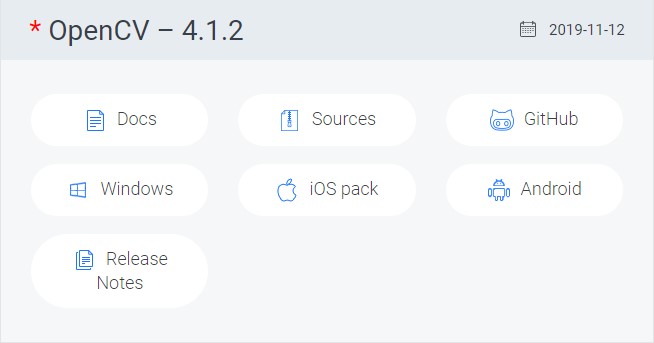 * OpenCV – 4.1.2
2019-11-12
Docs
Sources
GitHub
Windows
iOS pack
Android
Release
Notes